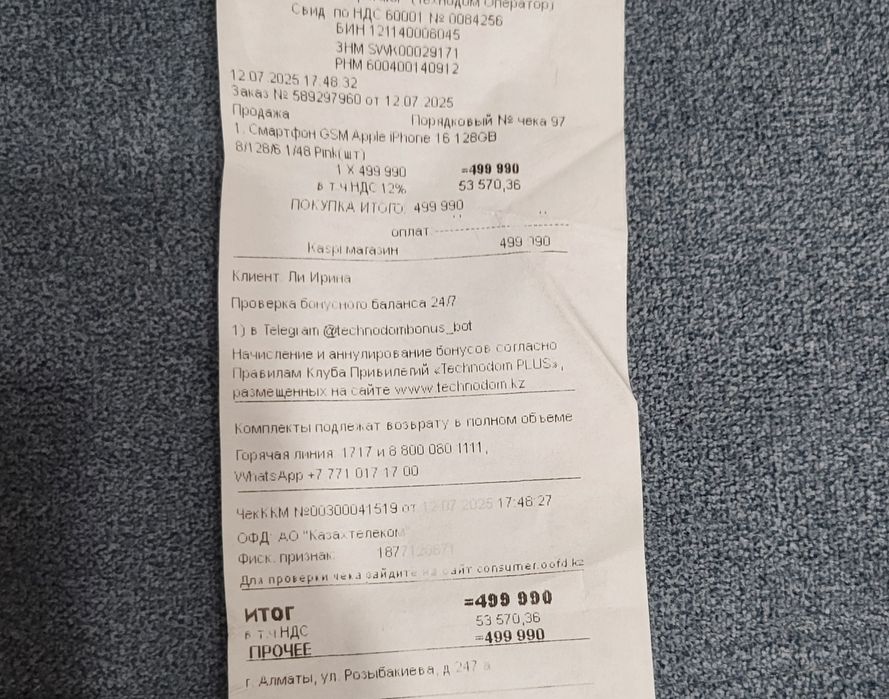 (Технодом Оператор)
Свид. по НДС 60001 № 0084256
БИН 121140008045
ЗНМ SWK00029171
РНМ 600400140912
12.07.2025 17:48:32
Заказ № 589297960 от 12.07.2025
Продажа Порядковый № чека 97
1. Смартфон GSM Apple iPhone 16 128GB
8/128/6.1/48 Pink(шт)
1 X 499 990 =499 990
в т.ч НДС 12% 53 570,36
ПОКУПКА ИТОГО: 499 990
оплат
Kaspi магазин 499 990
Клиент: Ли Ирина
Проверка бонусного баланса 24/7
1) в Telegram @technodombonus_bot
Начисление и аннулирование бонусов согласно
Правилам Клуба Привилегий «Technodom PLUS»,
размещенных на сайте www.technodom.kz
Комплекты подлежат возврату в полном объеме
Горячая линия 1717 и 8 800 080 1111,
WhatsApp +7 771 017 17 00
ЧекККМ №00300041519 от 12.07.2025 17:48:27
ОФД: АО "Казахтелеком"
Фиск. признак:
Для проверки чека зайдите на сайт consumer.oofd.kz
ИТОГ =499 990
в т.ч НДС 53 570,36
ПРОЧЕЕ =499 990
г. Алматы, ул. Розыбакиева, д 247 а